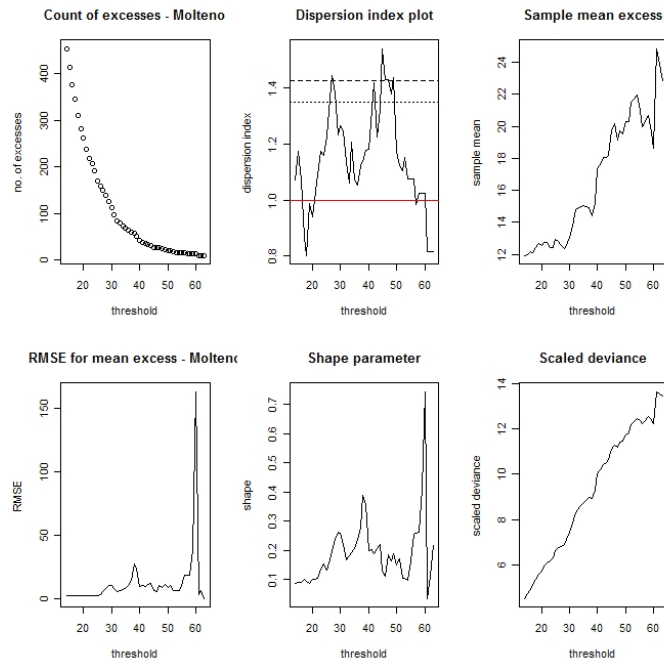 Count of excesses - Molteno
no. of excesses
0 100 200 300 400
20 30 40 50 60
threshold
Dispersion index plot
dispersion index
0.8 1.0 1.2 1.4
20 30 40 50 60
threshold
Sample mean excess
sample mean
12 14 16 18 20 22 24
20 30 40 50 60
threshold
RMSE for mean excess - Molteno
RMSE
0 50 100 150
20 30 40 50 60
threshold
Shape parameter
shape
0.1 0.2 0.3 0.4 0.5 0.6 0.7
20 30 40 50 60
threshold
Scaled deviance
scaled deviance
6 8 10 12 14
20 30 40 50 60
threshold